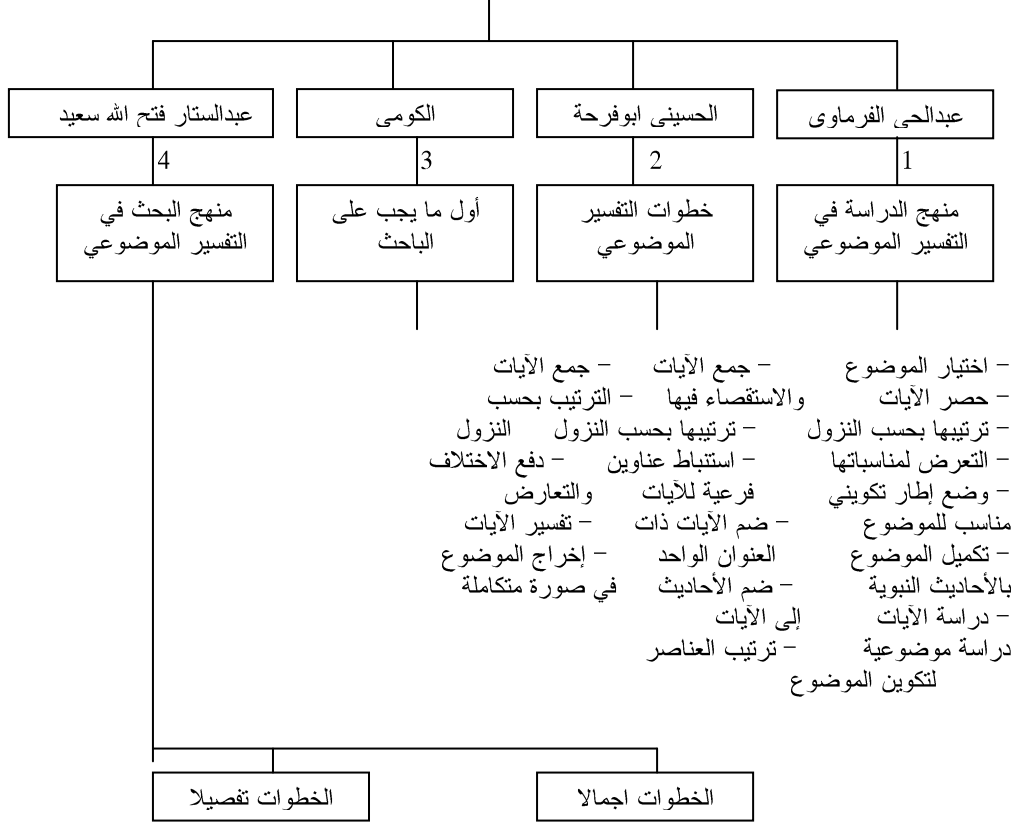 عبدالحى الفرماوى
الحسينى ابوفرحة
الكومى
عبدالستار فتح الله سعيد
1
2
3
4
منهج الدراسة في
التفسير الموضوعي
خطوات التفسير
الموضوعي
أول ما يجب على
الباحث
منهج البحث في
التفسير الموضوعي
– اختيار الموضوع – جمع الآيات – جمع الآيات
– حصر الآيات والاستقصاء فيها – الترتيب بحسب
– ترتيبها بحسب النزول – ترتيبها بحسب النزول النزول
– التعرض لمناسباتها – استنباط عناوين – دفع الاختلاف
– وضع إطار تكويني فرعية للآيات والتعارض
مناسب للموضوع – ضم الآيات ذات – تفسير الآيات
– تكميل الموضوع العنوان الواحد – إخراج الموضوع
بالأحاديث النبوية – ضم الأحاديث في صورة متكاملة
– دراسة الآيات إلى الآيات
دراسة موضوعية – ترتيب العناصر
لتكوين الموضوع
الخطوات اجمالا
الخطوات تفصيلا